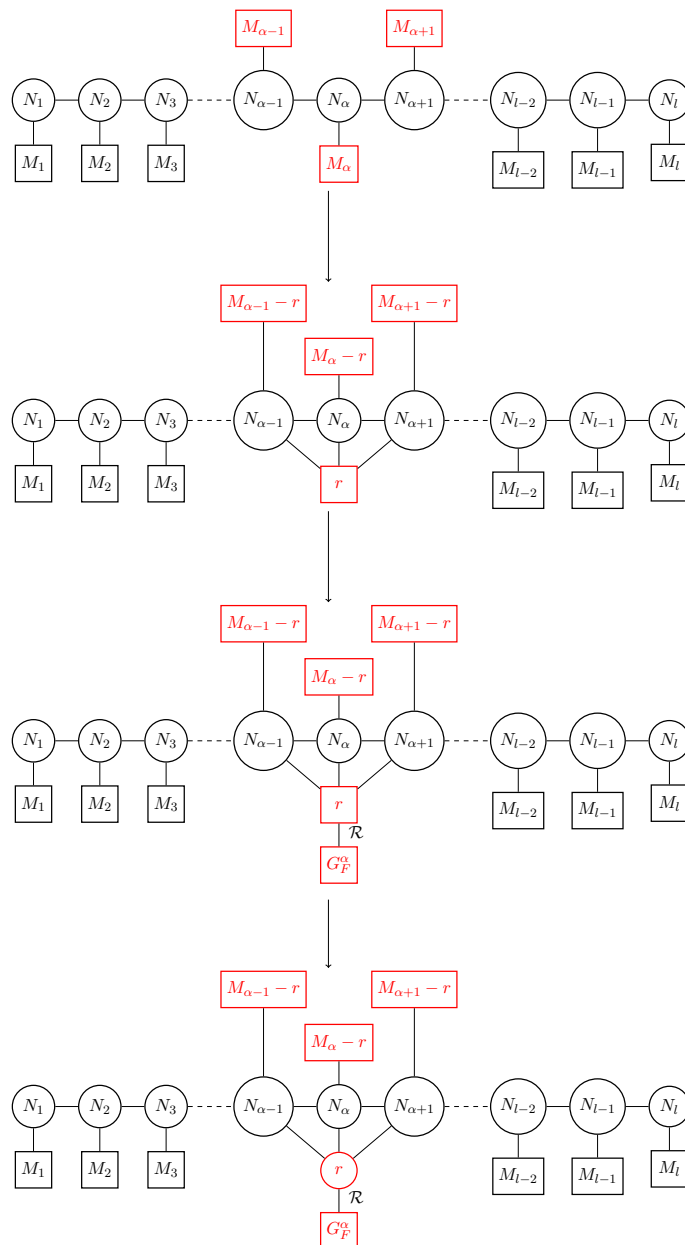 M_{α−1} M_{α+1}
N_1 N_2 N_3 N_{α−1} N_α N_{α+1} N_{l−2} N_{l−1} N_l
M_1 M_2 M_3 M_α M_{l−2} M_{l−1} M_l
M_{α−1} − r M_{α+1} − r
M_α − r
N_1 N_2 N_3 N_{α−1} N_α N_{α+1} N_{l−2} N_{l−1} N_l
M_1 M_2 M_3 r M_{l−2} M_{l−1} M_l
M_{α−1} − r M_{α+1} − r
M_α − r
N_1 N_2 N_3 N_{α−1} N_α N_{α+1} N_{l−2} N_{l−1} N_l
M_1 M_2 M_3 r M_{l−2} M_{l−1} M_l
ℛ
G_F^α
M_{α−1} − r M_{α+1} − r
M_α − r
N_1 N_2 N_3 N_{α−1} N_α N_{α+1} N_{l−2} N_{l−1} N_l
M_1 M_2 M_3 r M_{l−2} M_{l−1} M_l
ℛ
G_F^α